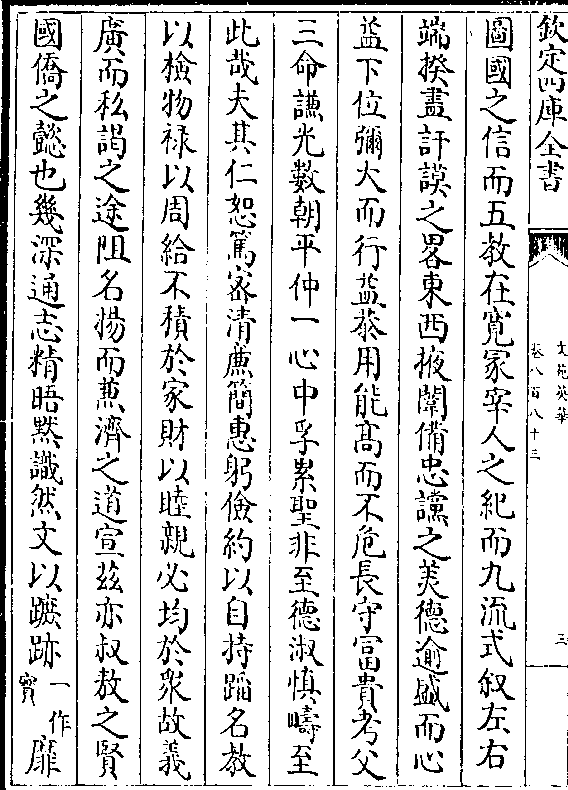 欽定四庫全書
文苑英華
卷八百八十三
三
圖國之信而五教在寛冢宰人之紀而九流式叙左右
端揆盡訏謨之畧東西掖闈備忠讜之美德逾盛而心
益下位彌大而行益恭用能髙而不危長守富貴考父
三命謙光數朝平仲一心中孚累聖非至德淑慎疇至
此哉夫其仁恕篤宻清亷簡惠躬儉約以自持蹈名教
以檢物禄以周給不積於家財以睦親必均於衆故義
廣而私謁之途阻名揚而兼濟之道宣兹亦叔敖之賢
國僑之懿也幾深通志精晤黙識然文以蹠跡一作實靡